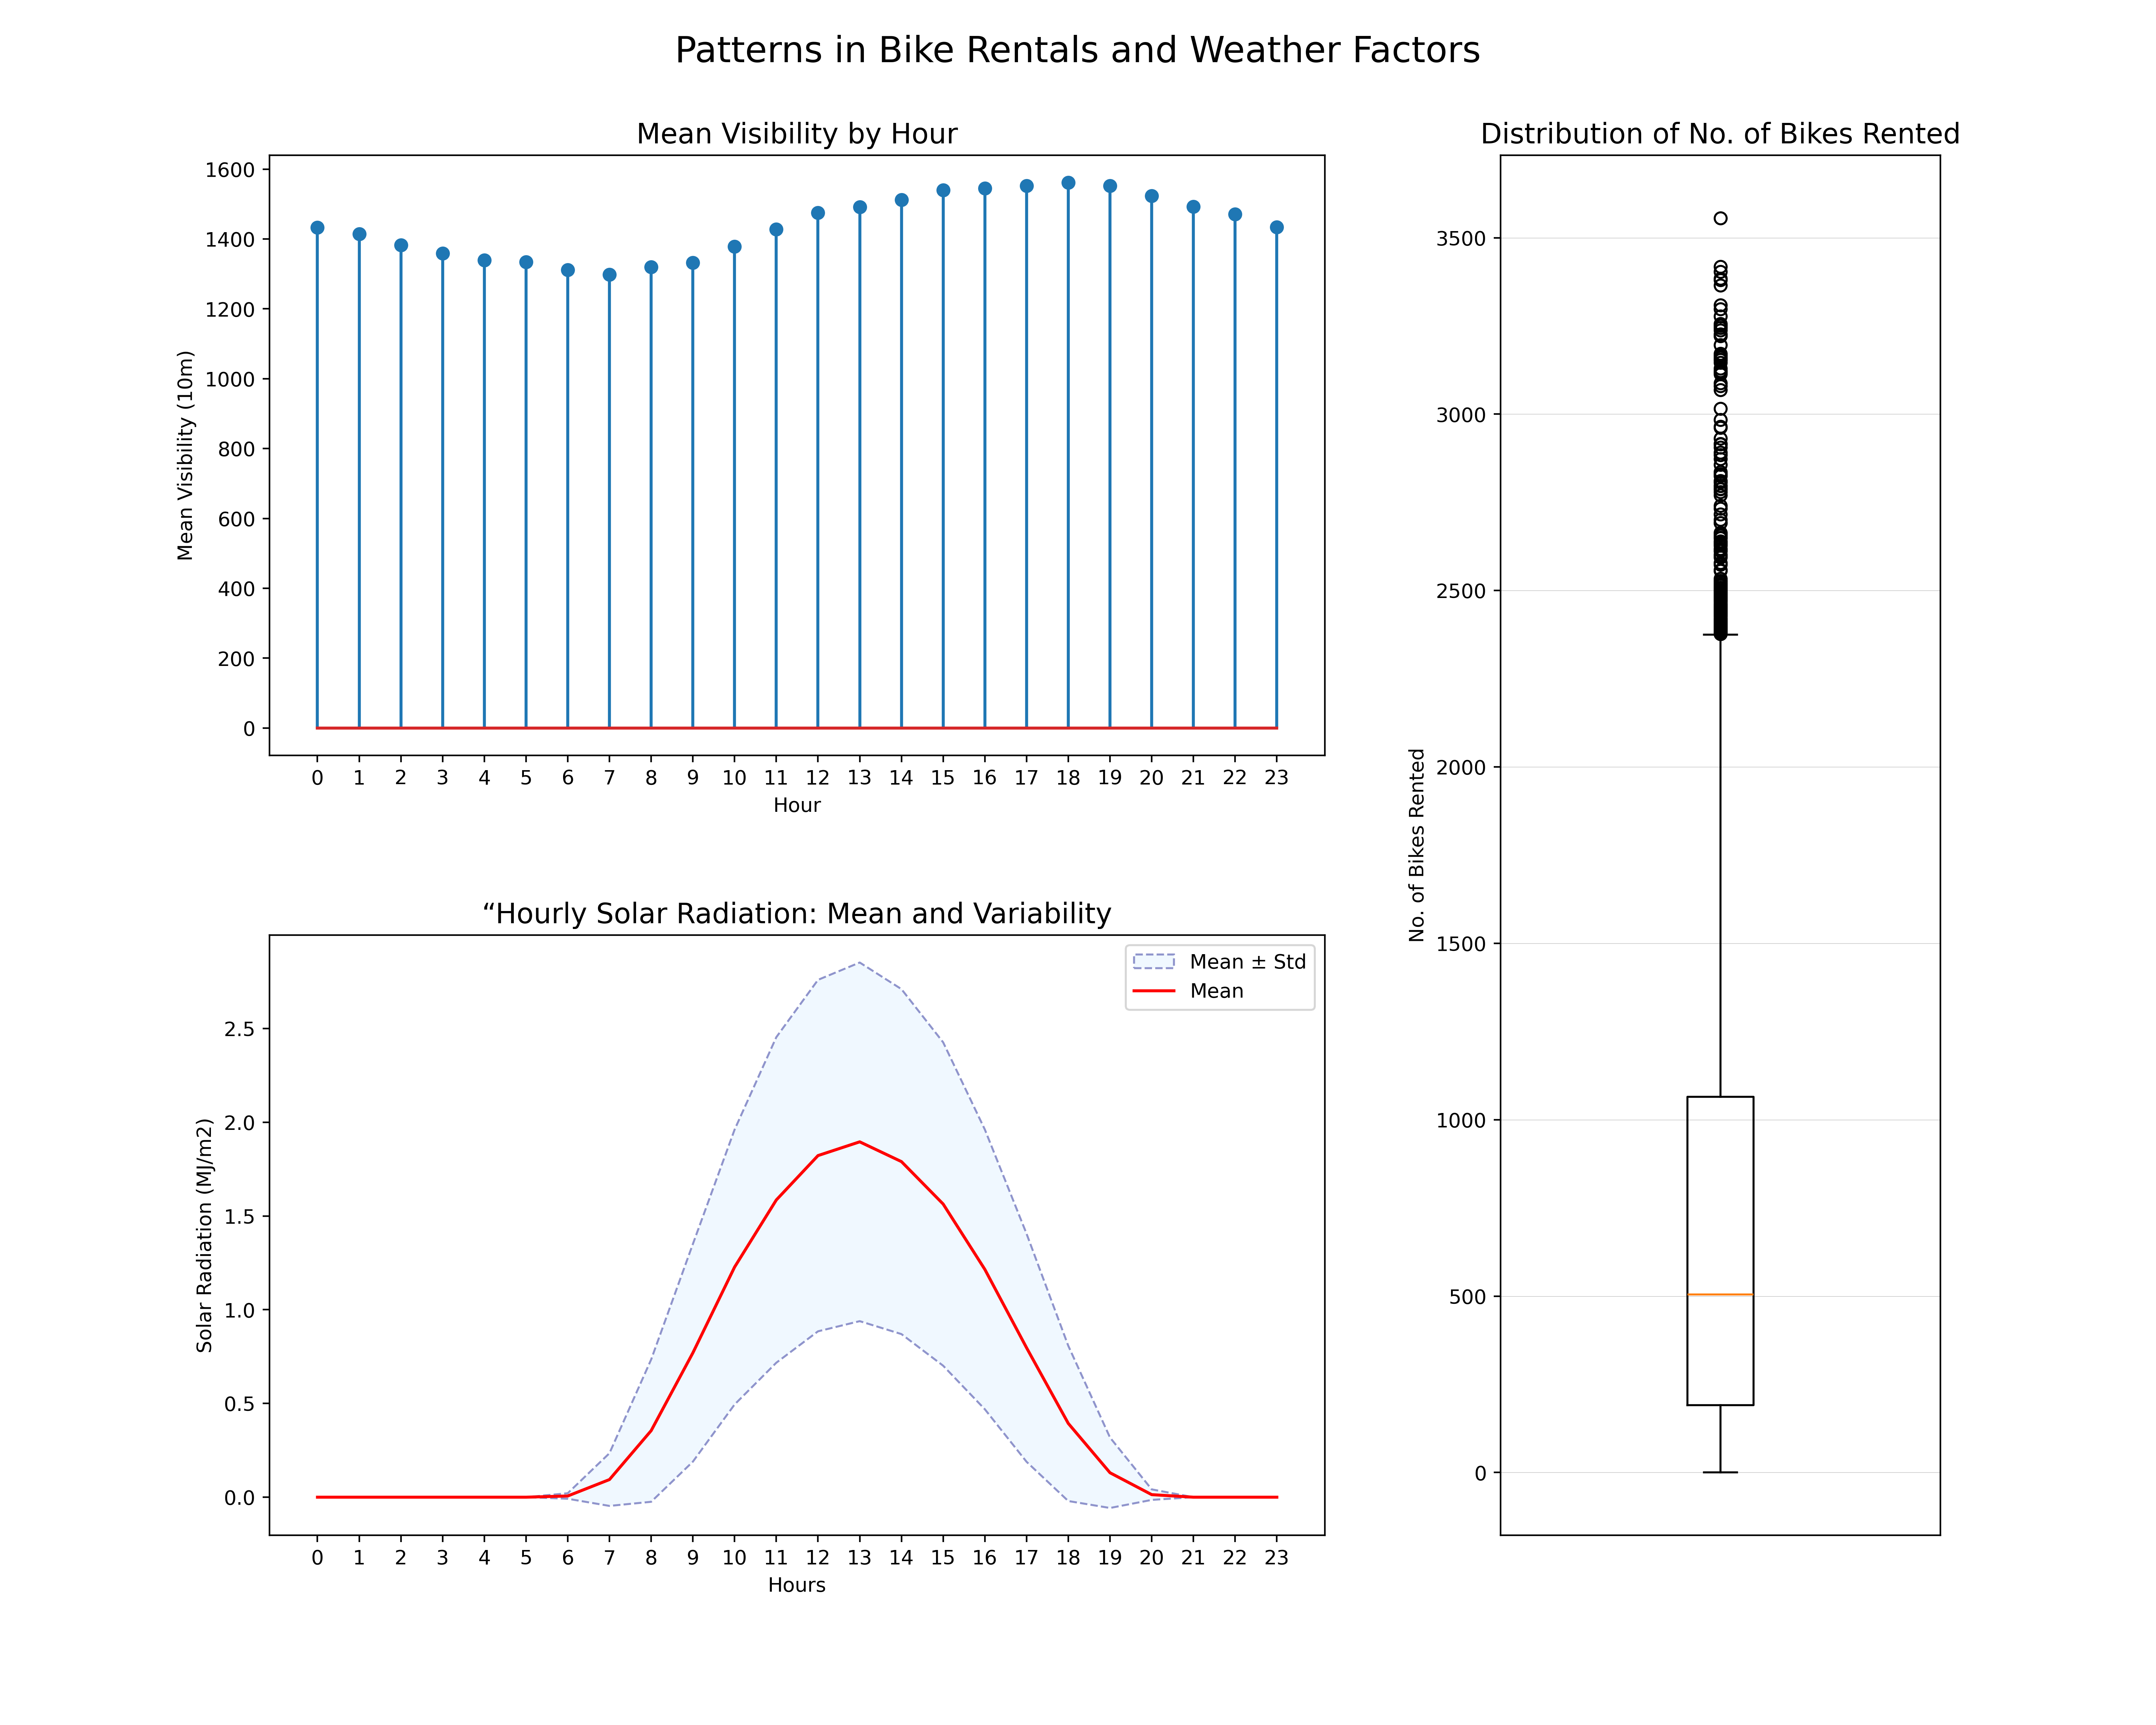 Patterns in Bike Rentals and Weather Factors
Mean Visibility by Hour
1600
1400
1200
1000
800
600
400
200
0
Mean Visibility (10m)
0 1 2 3 4 5 6 7 8 9 10 11 12 13 14 15 16 17 18 19 20 21 22 23
Hour
“Hourly Solar Radiation: Mean and Variability
Mean ± Std
Mean
2.5
2.0
1.5
1.0
0.5
0.0
Solar Radiation (MJ/m2)
0 1 2 3 4 5 6 7 8 9 10 11 12 13 14 15 16 17 18 19 20 21 22 23
Hours
Distribution of No. of Bikes Rented
3500
3000
2500
2000
1500
1000
500
0
No. of Bikes Rented